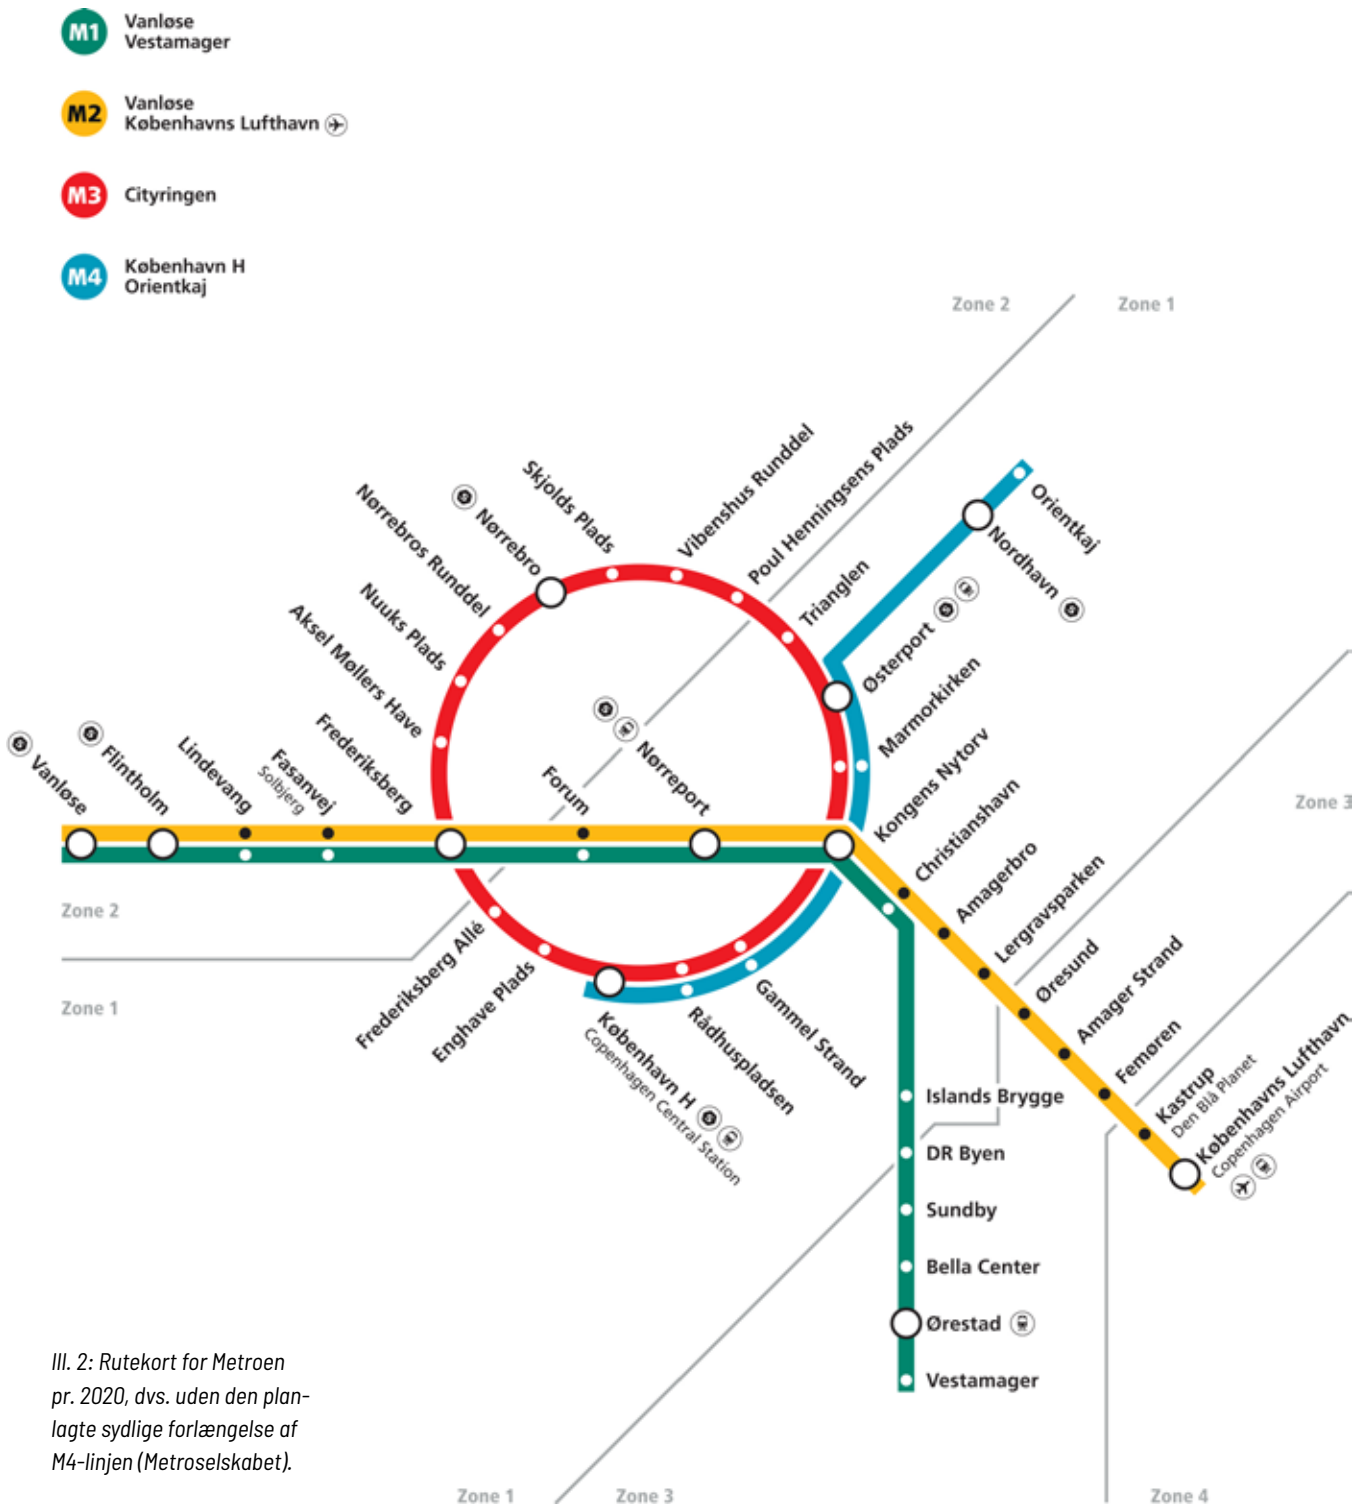 M1
Vanløse
Vestamager
M2
Vanløse
Københavns Lufthavn
M3
Cityringen
M4
København H
Orientkaj
Zone 2
Zone 1
Skjolds Plads
Vibenshus Runddel
Poul Henningsens Plads
Nørrebro
Nørrebros Runddel
Nuuks Plads
Aksel Møllers Have
Trianglen
Orientkaj
Nordhavn
Østerport
Marmorkirken
Vanløse
Flintholm
Lindevang
Fasanvej
Solbjerg
Frederiksberg
Forum
Nørreport
Kongens Nytorv
Christianshavn
Amagerbro
Lergravsparken
Øresund
Amager Strand
Femøren
Kastrup
Den Blå Planet
Københavns Lufthavn
Copenhagen Airport
Zone 3
Zone 2
Zone 1
Frederiksberg Allé
Enghave Plads
København H
Copenhagen Central Station
Rådhuspladsen
Gammel Strand
Islands Brygge
DR Byen
Sundby
Bella Center
Ørestad
Vestamager
Ill. 2: Rutekort for Metroen
pr. 2020, dvs. uden den plan-
lagte sydlige forlængelse af
M4-linjen (Metroselskabet).
Zone 1
Zone 3
Zone 4